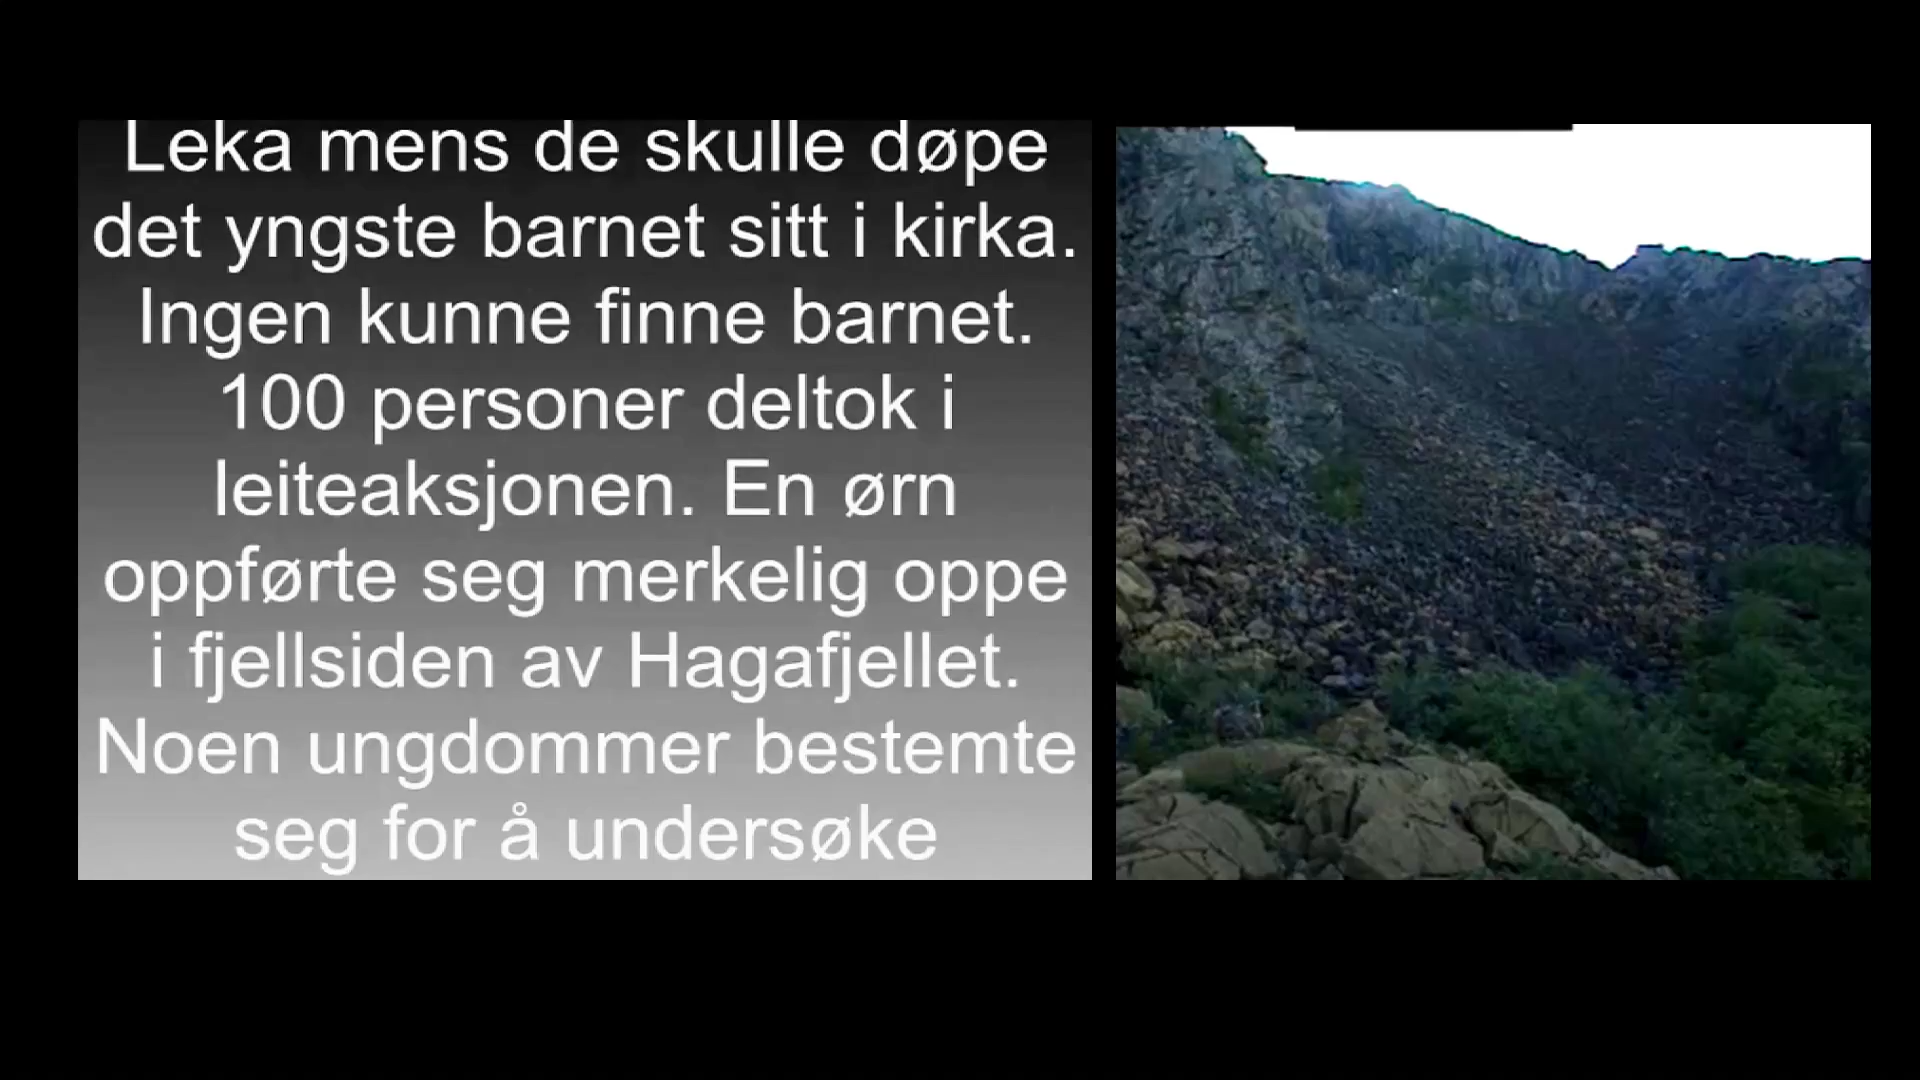 Leka mens de skulle døpe
det yngste barnet sitt i kirka.
Ingen kunne finne barnet.
100 personer deltok i
leiteaksjonen. En ørn
oppførte seg merkelig oppe
i fjellsiden av Hagafjellet.
Noen ungdommer bestemte
seg for å undersøke